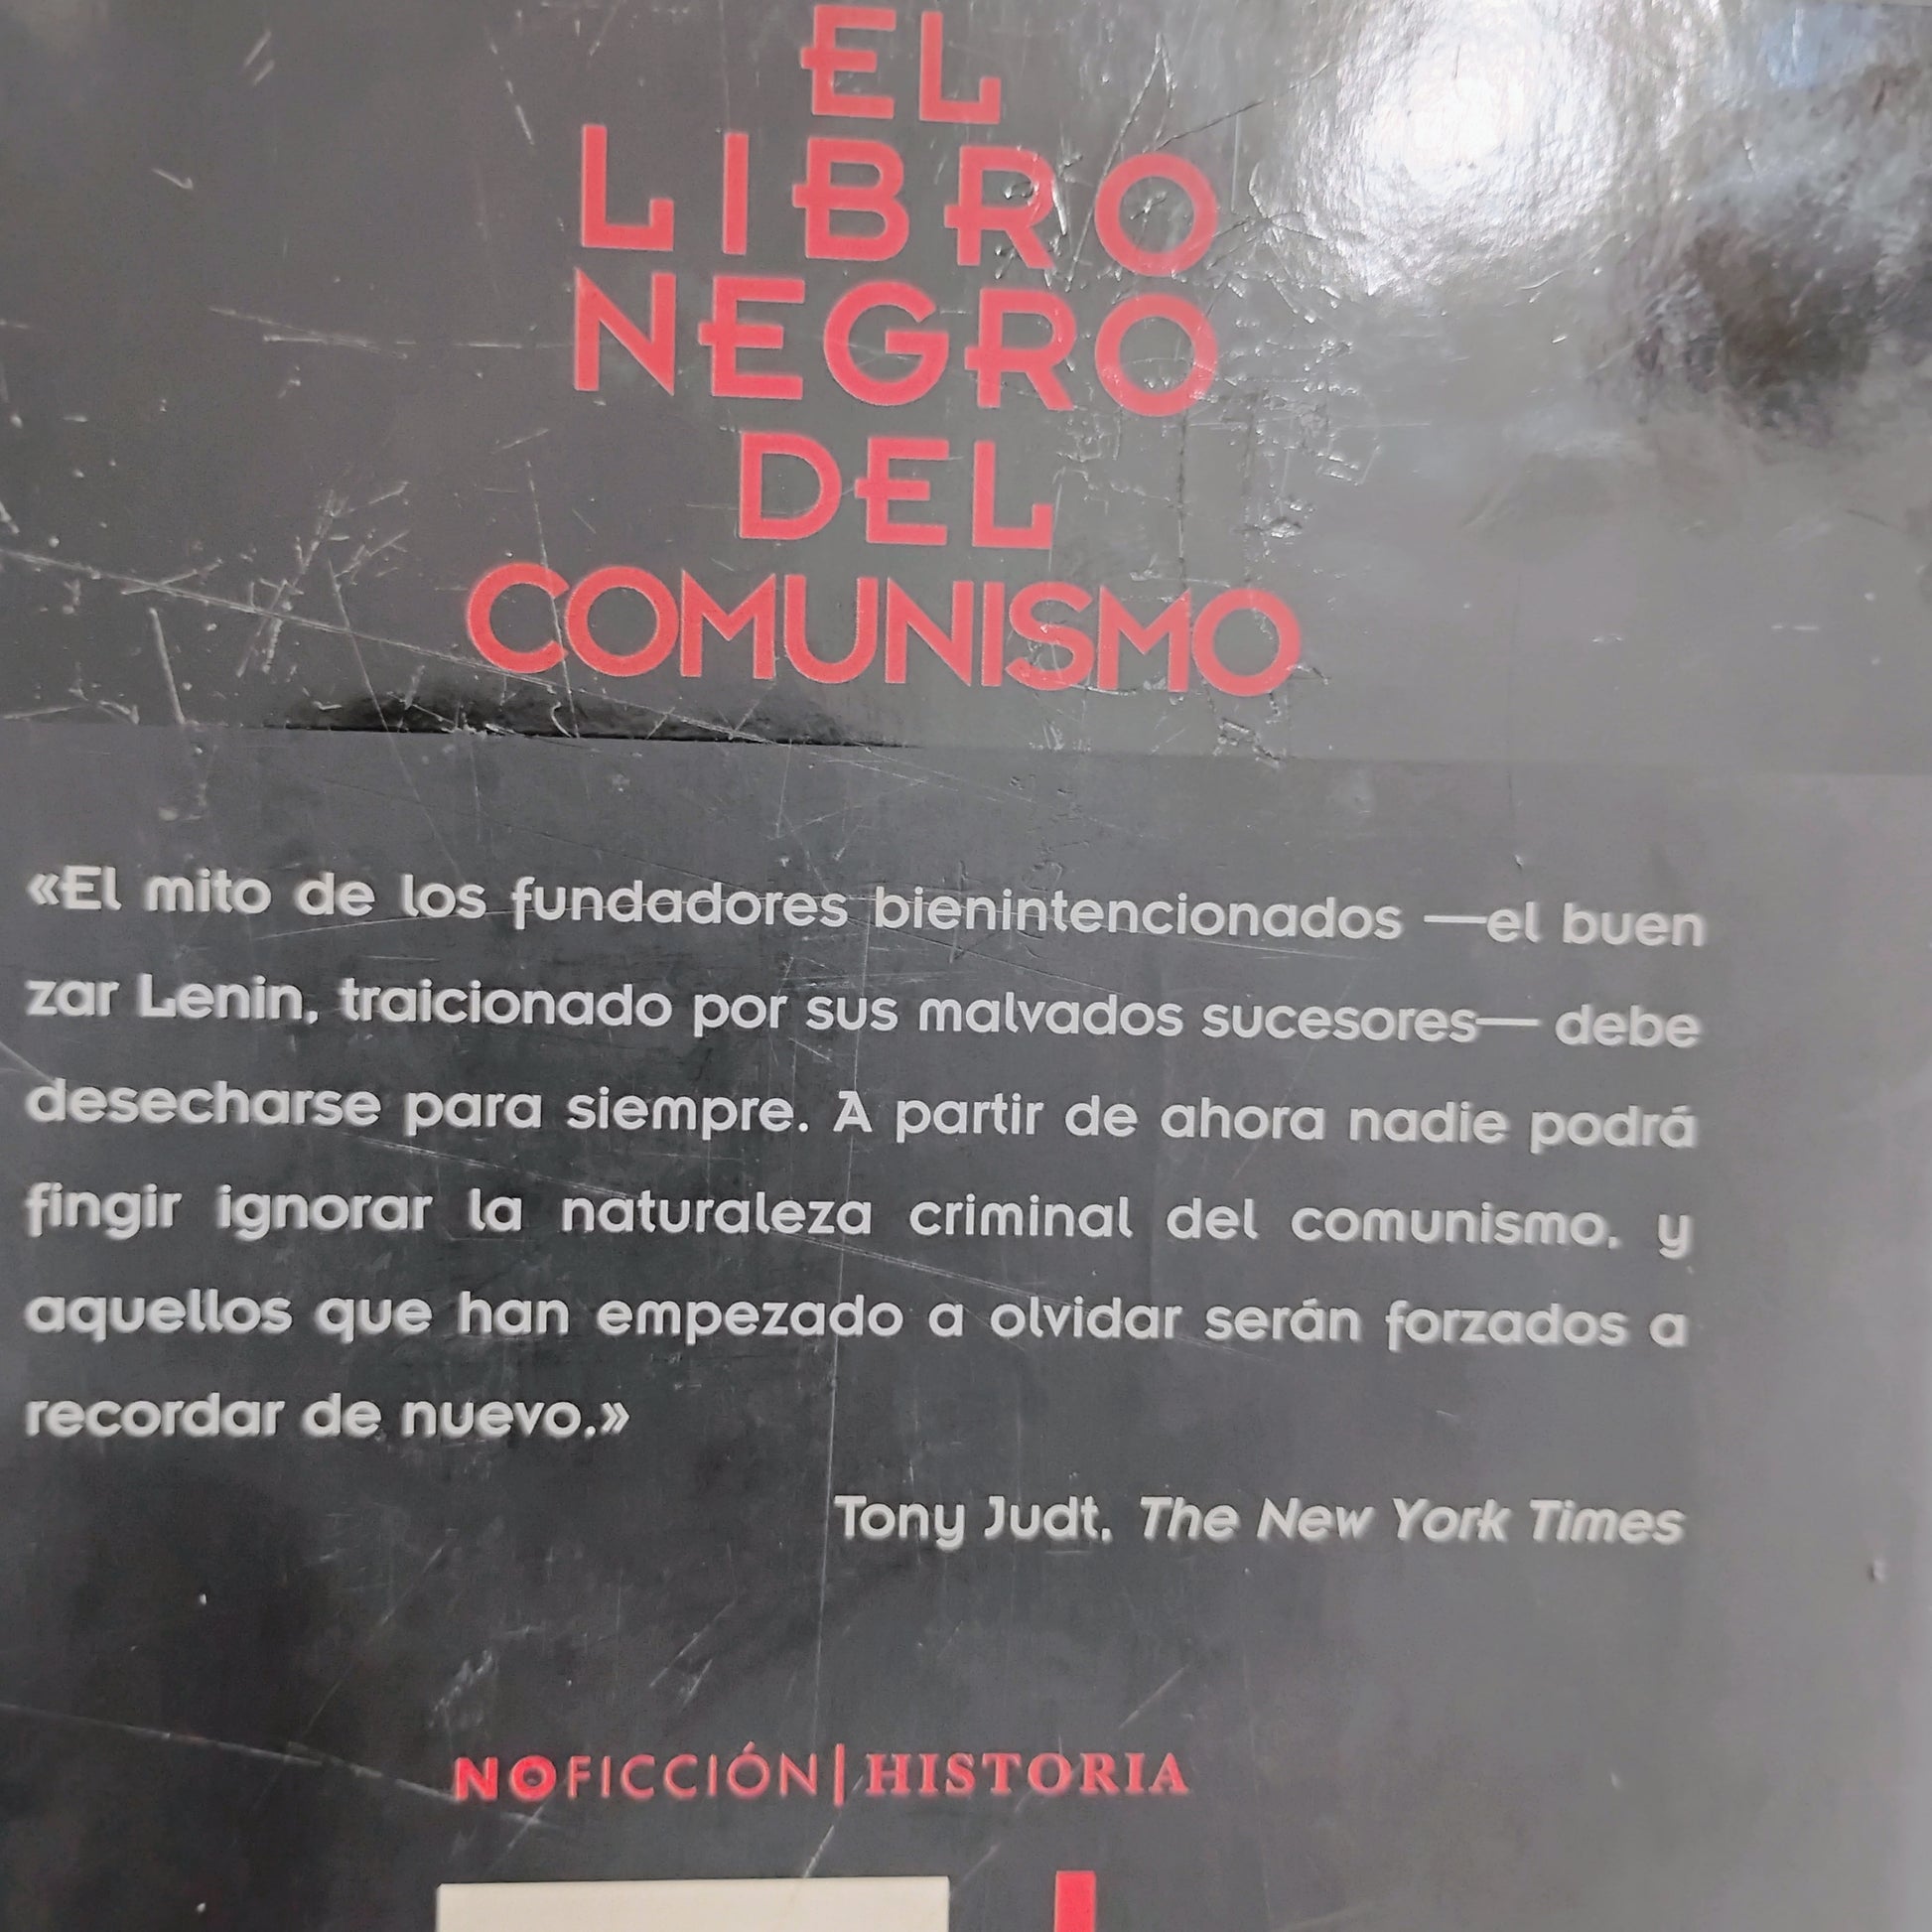 EL
LIBRO
NEGRO
DEL
COMUNISMO
«El mito de los fundadores bienintencionados —el buen
zar Lenin, traicionado por sus malvados sucesores— debe
desecharse para siempre. A partir de ahora nadie podrá
fingir ignorar la naturaleza criminal del comunismo, y
aquellos que han empezado a olvidar serán forzados a
recordar de nuevo.»
Tony Judt, The New York Times
NOFICCIÓN|HISTORIA